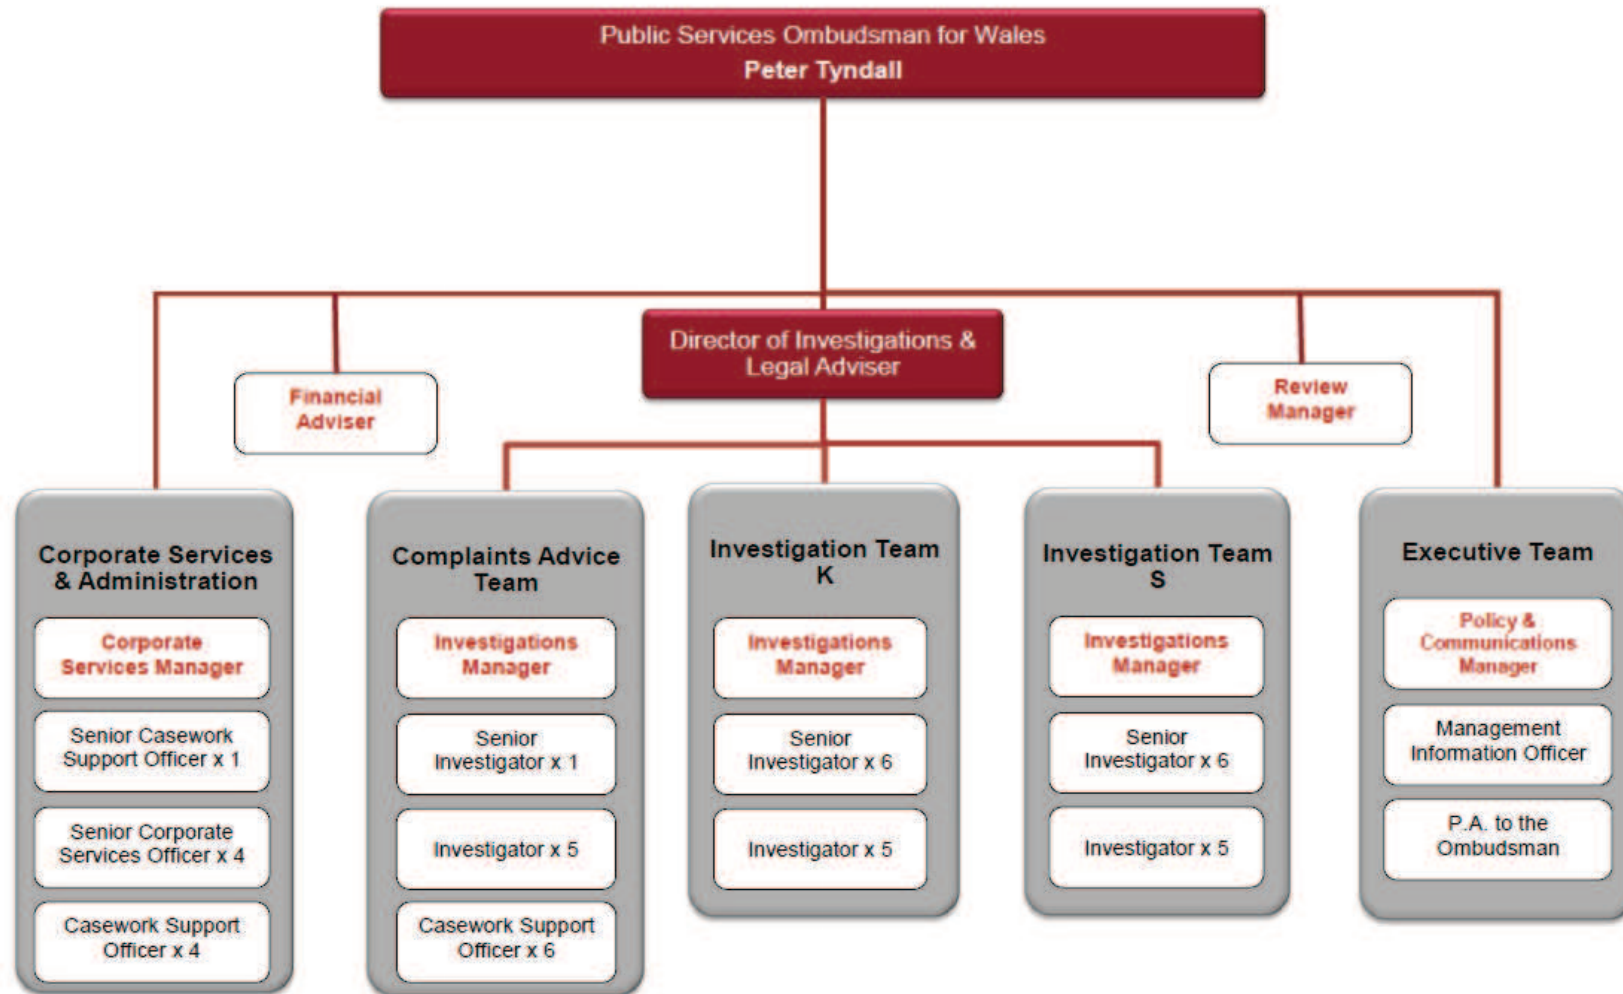 Public Services Ombudsman for Wales
Peter Tyndall
Director of Investigations &
Legal Adviser
Financial
Adviser
Review
Manager
Corporate Services
& Administration
Corporate
Services Manager
Senior Casework
Support Officer x 1
Senior Corporate
Services Officer x 4
Casework Support
Officer x 4
Complaints Advice
Team
Investigations
Manager
Senior
Investigator x 1
Investigator x 5
Casework Support
Officer x 6
Investigation Team
K
Investigations
Manager
Senior
Investigator x 6
Investigator x 5
Investigation Team
S
Investigations
Manager
Senior
Investigator x 6
Investigator x 5
Executive Team
Policy &
Communications
Manager
Management
Information Officer
P.A. to the
Ombudsman